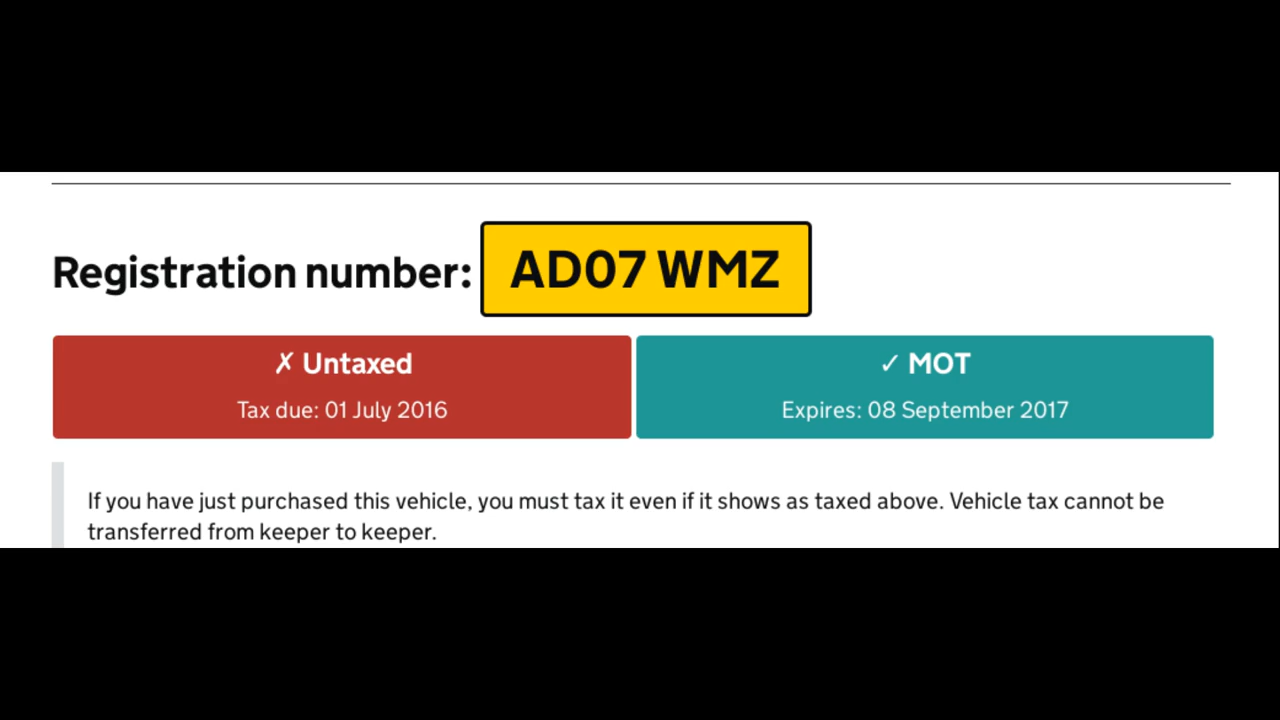 Registration number: AD07 WMZ
✗ Untaxed
Tax due: 01 July 2016
✓ MOT
Expires: 08 September 2017
If you have just purchased this vehicle, you must tax it even if it shows as taxed above. Vehicle tax cannot be
transferred from keeper to keeper.